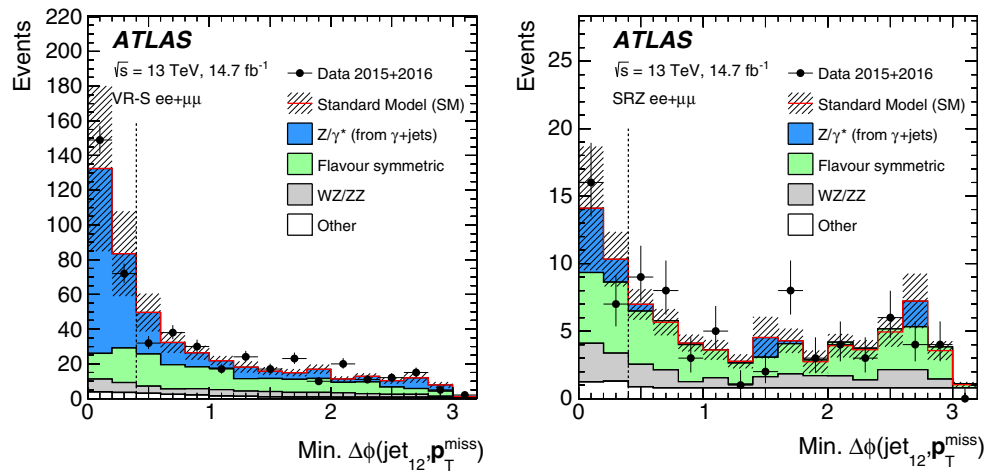 Events
220
200
180
160
140
120
100
80
60
40
20
0
ATLAS
√s = 13 TeV, 14.7 fb⁻¹
VR-S ee+μμ
Data 2015+2016
Standard Model (SM)
Z/γ* (from γ+jets)
Flavour symmetric
WZ/ZZ
Other
0 1 2 3
Min. Δϕ(jet₁₂,p_T^miss)
Events
25
20
15
10
5
0
ATLAS
√s = 13 TeV, 14.7 fb⁻¹
SRZ ee+μμ
Data 2015+2016
Standard Model (SM)
Z/γ* (from γ+jets)
Flavour symmetric
WZ/ZZ
Other
0 1 2 3
Min. Δϕ(jet₁₂,p_T^miss)